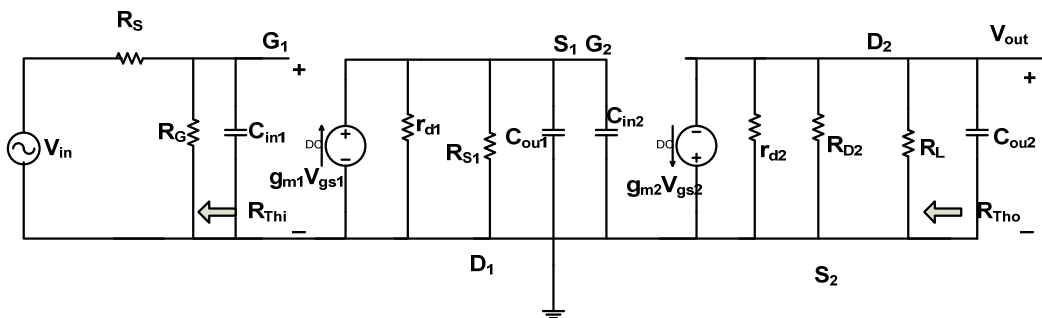 R_S
G_1
S_1 G_2
D_2
V_out
+
+
V_in
R_G
C_in1
+
−
DC
g_m1V_gs1
r_d1
R_S1
C_ou1
C_in2
−
+
DC
g_m2V_gs2
r_d2
R_D2
R_L
C_ou2
R_Thi
−
R_Tho
−
D_1
S_2